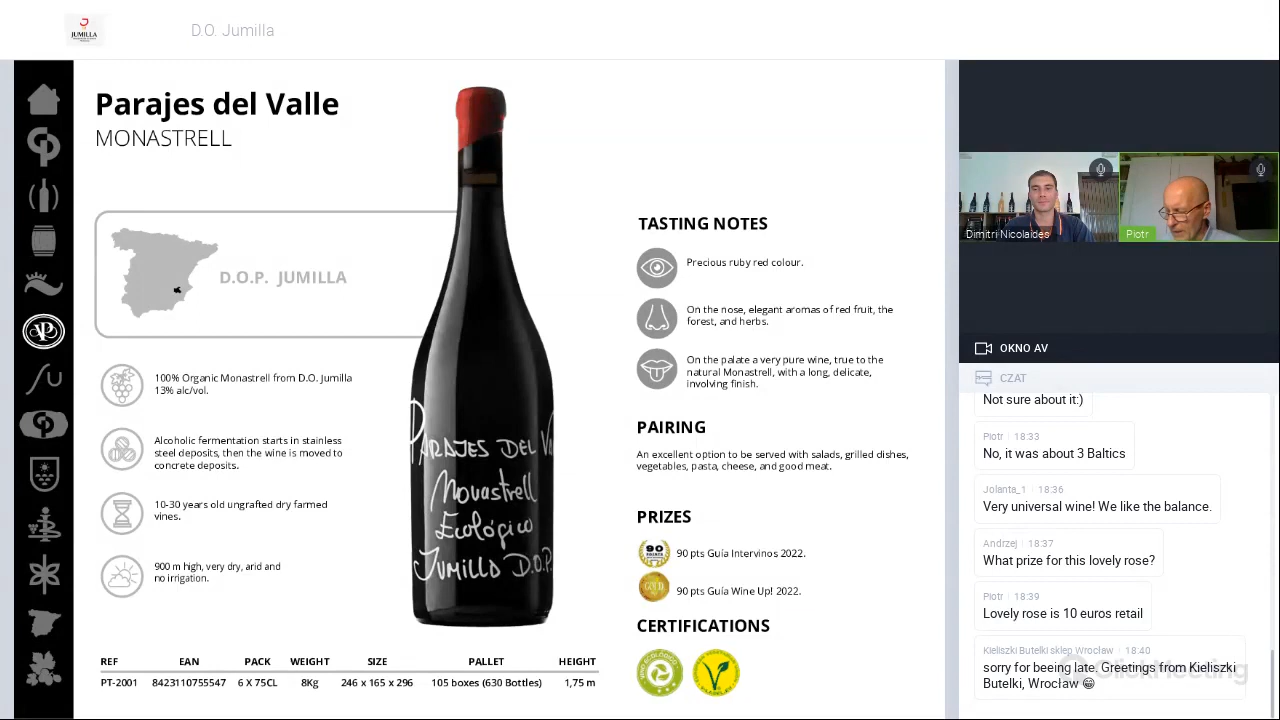 JUMILLA
D.O. Jumilla
Parajes del Valle
MONASTRELL
D.O.P. JUMILLA
100% Organic Monastrell from D.O. Jumilla
13% alc/vol.
Alcoholic fermentation starts in stainless
steel deposits, then the wine is moved to
concrete deposits.
10-30 years old ungrafted dry farmed
vines.
900 m high, very dry, arid and
no irrigation.
PARAJES DEL VA
Monastrell
Ecológico
JUMILLA D.O.P.
TASTING NOTES
Precious ruby red colour.
On the nose, elegant aromas of red fruit, the
forest, and herbs.
On the palate a very pure wine, true to the
natural Monastrell, with a long, delicate,
involving finish.
PAIRING
An excellent option to be served with salads, grilled dishes,
vegetables, pasta, cheese, and good meat.
PRIZES
90
90 pts Guía Intervinos 2022.
GOLD
90 pts Guía Wine Up! 2022.
CERTIFICATIONS
REF EAN PACK WEIGHT SIZE PALLET HEIGHT
PT-2001 8423110755547 6 X 75CL 8Kg 246 x 165 x 296 105 boxes (630 Bottles) 1,75 m
Dimitri Nicolaides
Piotr
OKNO AV
CZAT
Not sure about it:)
Piotr 18:33
No, it was about 3 Baltics
Jolanta_1 18:36
Very universal wine! We like the balance.
Andrzej 18:37
What prize for this lovely rose?
Piotr 18:39
Lovely rose is 10 euros retail
Kieliszki Butelki sklep Wrocław 18:40
sorry for beeing late. Greetings from Kieliszki
Butelki, Wrocław 😁
ClickMeeting